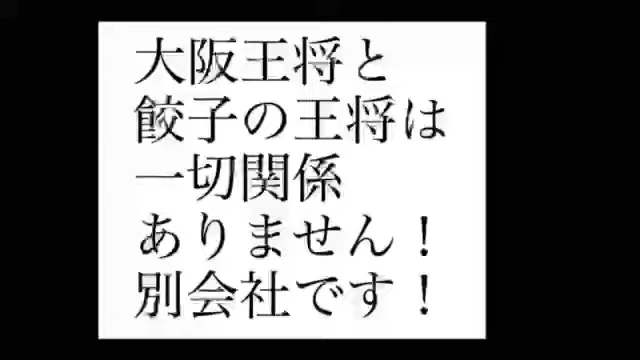 大阪王将と
餃子の王将は
一切関係
ありません！
別会社です！